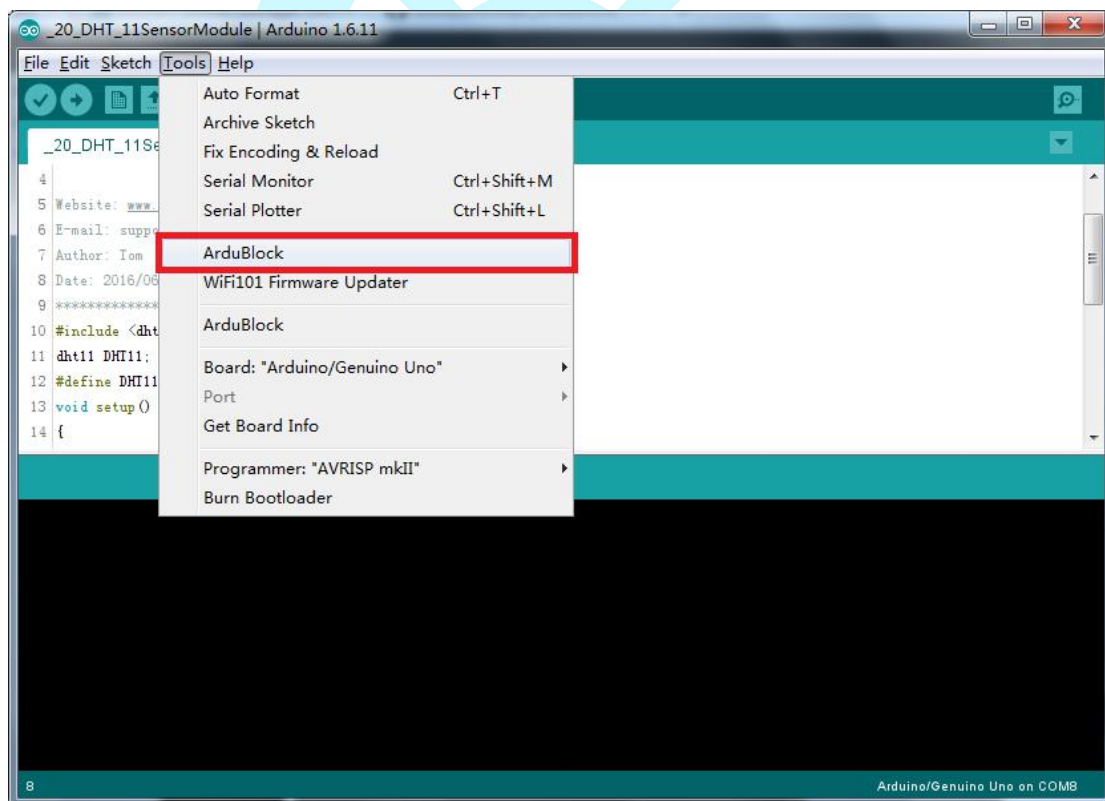 _20_DHT_11SensorModule | Arduino 1.6.11
File Edit Sketch Tools Help
Auto Format Ctrl+T
Archive Sketch
Fix Encoding & Reload
Serial Monitor Ctrl+Shift+M
Serial Plotter Ctrl+Shift+L
ArduBlock
WiFi101 Firmware Updater
ArduBlock
Board: "Arduino/Genuino Uno"
Port
Get Board Info
Programmer: "AVRISP mkII"
Burn Bootloader
_20_DHT_11Se
4
5 Website: www.
6 E-mail: suppo
7 Author: Tom
8 Date: 2016/06
9 *************
10 #include <dht
11 dht11 DHT11;
12 #define DHT11
13 void setup()
14 {
8 Arduino/Genuino Uno on COM8